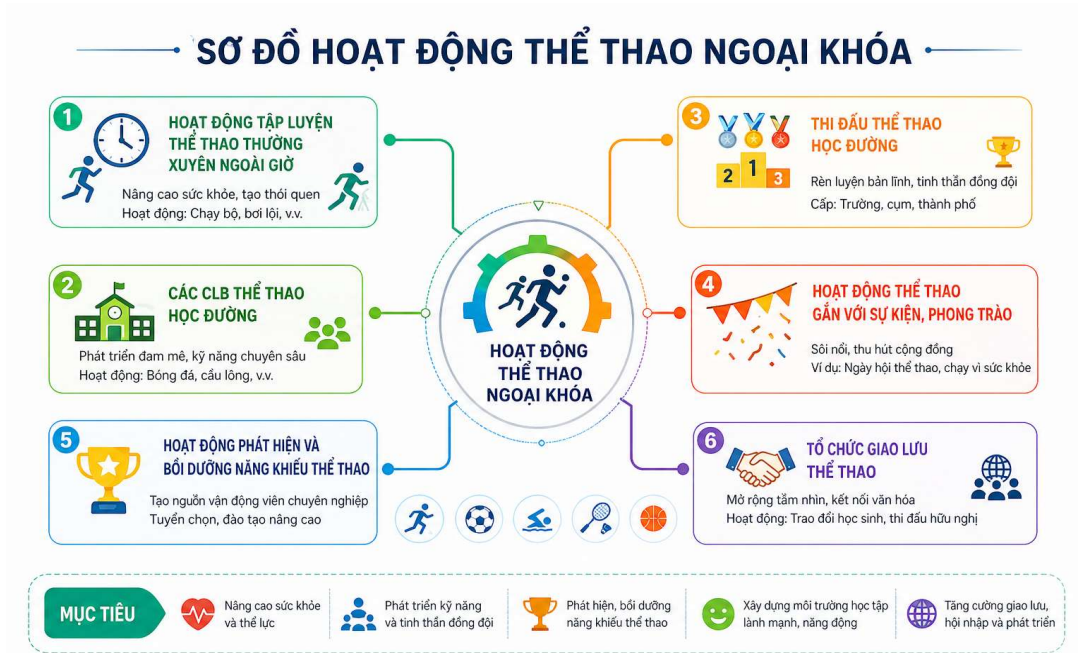 SƠ ĐỒ HOẠT ĐỘNG THỂ THAO NGOẠI KHÓA
1
HOẠT ĐỘNG TẬP LUYỆN
THỂ THAO THƯỜNG
XUYÊN NGOÀI GIỜ
Nâng cao sức khỏe, tạo thói quen
Hoạt động: Chạy bộ, bơi lội, v.v.
2
CÁC CLB THỂ THAO
HỌC ĐƯỜNG
Phát triển đam mê, kỹ năng chuyên sâu
Hoạt động: Bóng đá, cầu lông, v.v.
5
HOẠT ĐỘNG PHÁT HIỆN VÀ
BỒI DƯỠNG NĂNG KHIẾU THỂ THAO
Tạo nguồn vận động viên chuyên nghiệp
Tuyển chọn, đào tạo nâng cao
HOẠT ĐỘNG
THỂ THAO
NGOẠI KHÓA
3
2
1
3
THI ĐẤU THỂ THAO
HỌC ĐƯỜNG
Rèn luyện bản lĩnh, tinh thần đồng đội
Cấp: Trường, cụm, thành phố
4
HOẠT ĐỘNG THỂ THAO
GẮN VỚI SỰ KIỆN, PHONG TRÀO
Sôi nổi, thu hút cộng đồng
Ví dụ: Ngày hội thể thao, chạy vì sức khỏe
6
TỔ CHỨC GIAO LƯU
THỂ THAO
Mở rộng tầm nhìn, kết nối văn hóa
Hoạt động: Trao đổi học sinh, thi đấu hữu nghị
MỤC TIÊU
Nâng cao sức khỏe
và thể lực
Phát triển kỹ năng
và tinh thần đồng đội
Phát hiện, bồi dưỡng
năng khiếu thể thao
Xây dựng môi trường học tập
lành mạnh, năng động
Tăng cường giao lưu,
hội nhập và phát triển